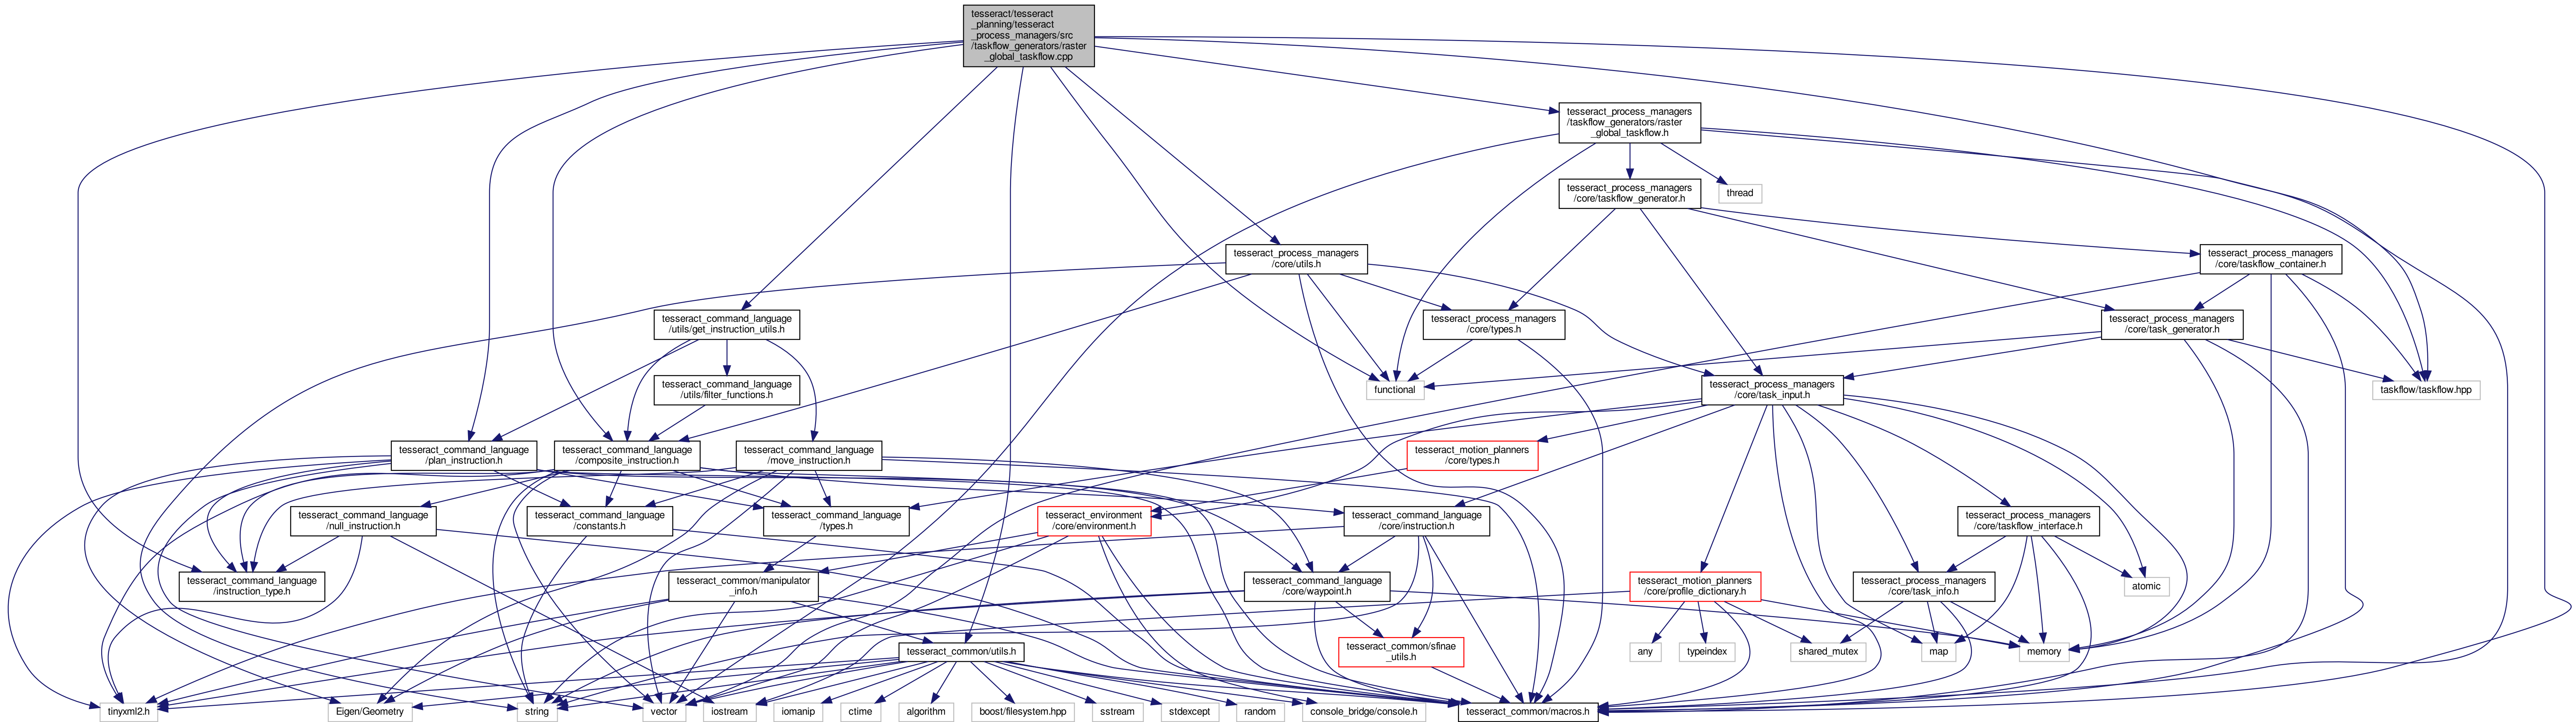 tesseract/tesseract
_planning/tesseract
_process_managers/src
/taskflow_generators/raster
_global_taskflow.cpp
tesseract_process_managers
/taskflow_generators/raster
_global_taskflow.h
tesseract_process_managers
/core/taskflow_generator.h
thread
tesseract_process_managers
/core/utils.h
tesseract_process_managers
/core/taskflow_container.h
tesseract_command_language
/utils/get_instruction_utils.h
tesseract_process_managers
/core/types.h
tesseract_process_managers
/core/task_generator.h
tesseract_command_language
/utils/filter_functions.h
functional
tesseract_process_managers
/core/task_input.h
taskflow/taskflow.hpp
tesseract_command_language
/plan_instruction.h
tesseract_command_language
/composite_instruction.h
tesseract_command_language
/move_instruction.h
tesseract_motion_planners
/core/types.h
tesseract_command_language
/null_instruction.h
tesseract_command_language
/constants.h
tesseract_command_language
/types.h
tesseract_environment
/core/environment.h
tesseract_command_language
/core/instruction.h
tesseract_process_managers
/core/taskflow_interface.h
tesseract_command_language
/instruction_type.h
tesseract_common/manipulator
_info.h
tesseract_command_language
/core/waypoint.h
tesseract_motion_planners
/core/profile_dictionary.h
tesseract_process_managers
/core/task_info.h
atomic
tesseract_common/utils.h
tesseract_common/sfinae
_utils.h
any
typeindex
shared_mutex
map
memory
tinyxml2.h
Eigen/Geometry
string
vector
iostream
iomanip
ctime
algorithm
boost/filesystem.hpp
sstream
stdexcept
random
console_bridge/console.h
tesseract_common/macros.h